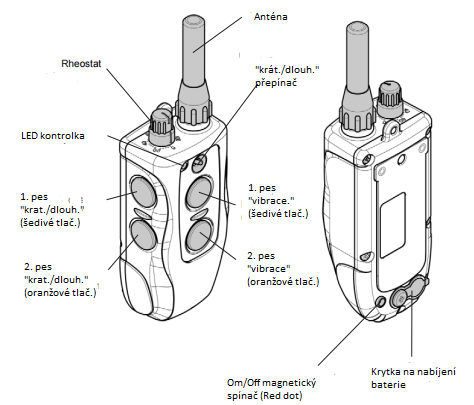 Anténa
Rheostat
"krát./dlouh."
přepínač
LED kontrolka
1. pes
"krat./dlouh."
(šedivé tlač.)
1. pes
"vibrace."
(šedivé tlač.)
2. pes
"krat./dlouh."
(oranžové tlač.)
2. pes
"vibrace"
(oranžové tlač.)
Om/Off magnetický
spínač (Red dot)
Krytka na nabíjení
baterie